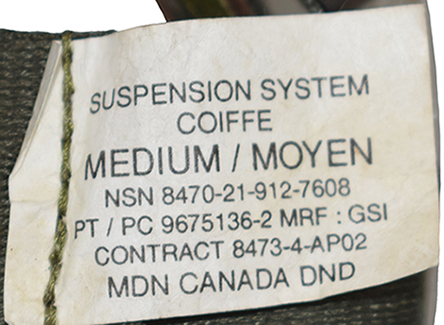 SUSPENSION SYSTEM
COIFFE
MEDIUM / MOYEN
NSN 8470-21-912-7608
PT / PC 9675136-2 MRF : GSI
CONTRACT 8473-4-AP02
MDN CANADA DND